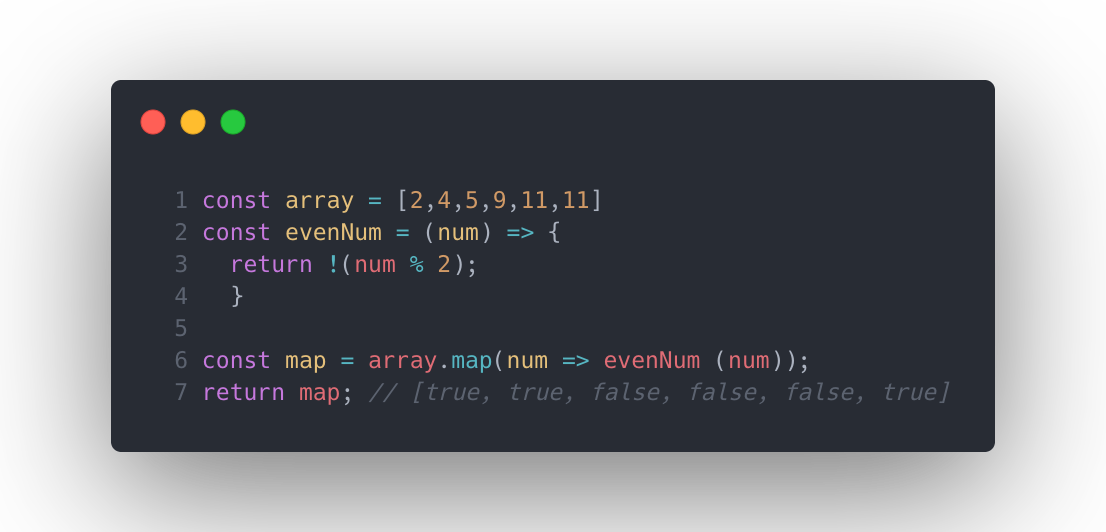 1 const array = [2,4,5,9,11,11]
2 const evenNum = (num) => {
3   return !(num % 2);
4   }
5
6 const map = array.map(num => evenNum (num));
7 return map; // [true, true, false, false, false, true]